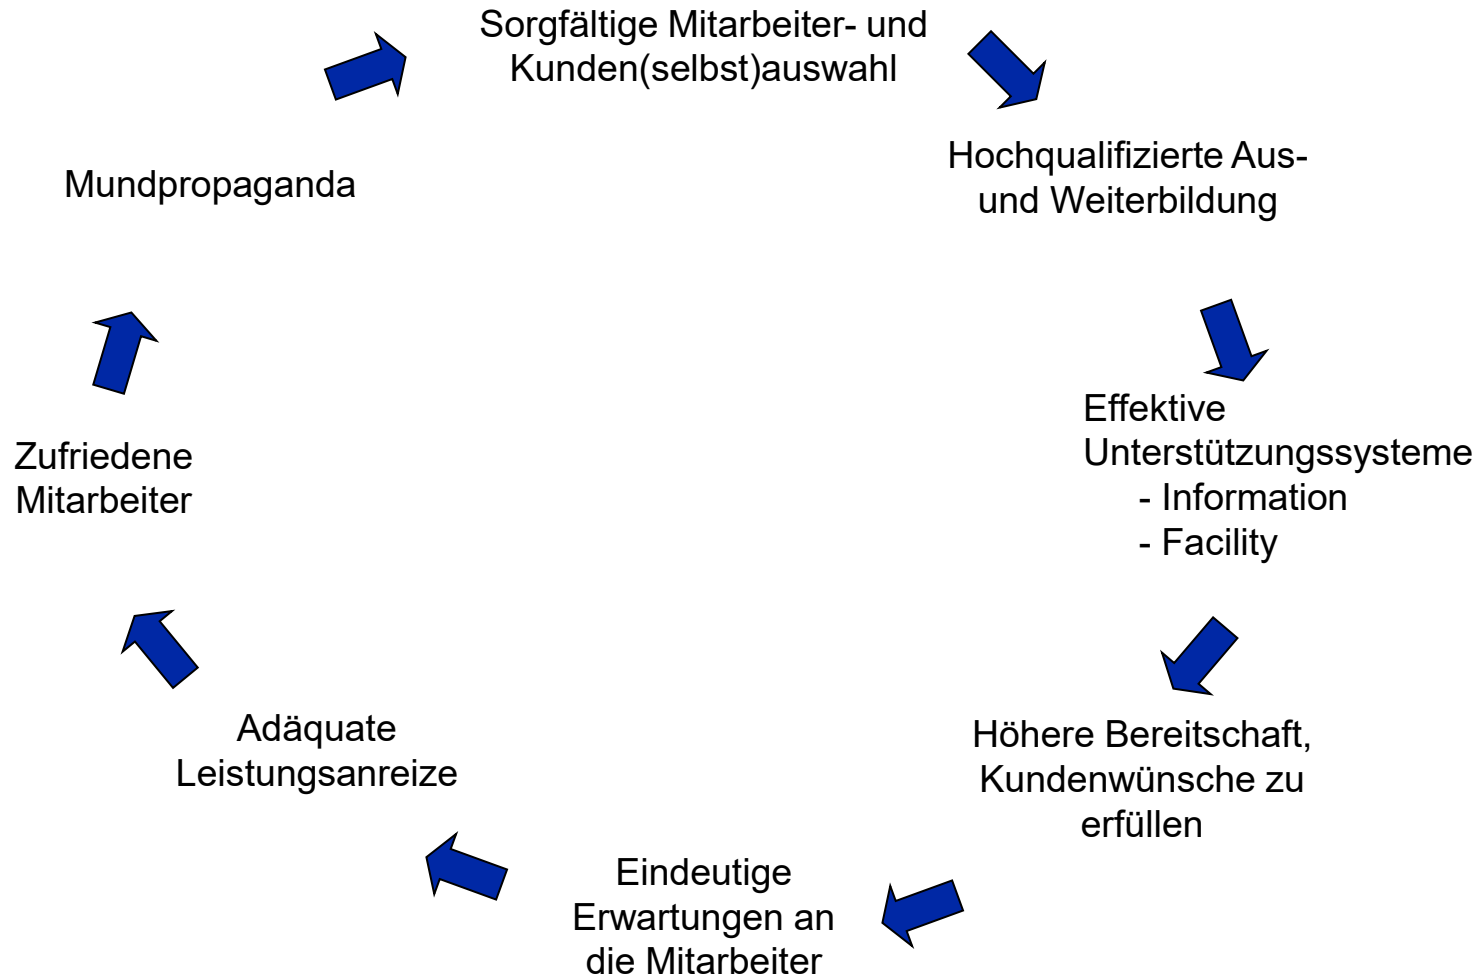 Sorgfältige Mitarbeiter- und
Kunden(selbst)auswahl
Hochqualifizierte Aus-
und Weiterbildung
Effektive
Unterstützungssysteme
- Information
- Facility
Höhere Bereitschaft,
Kundenwünsche zu
erfüllen
Eindeutige
Erwartungen an
die Mitarbeiter
Adäquate
Leistungsanreize
Zufriedene
Mitarbeiter
Mundpropaganda